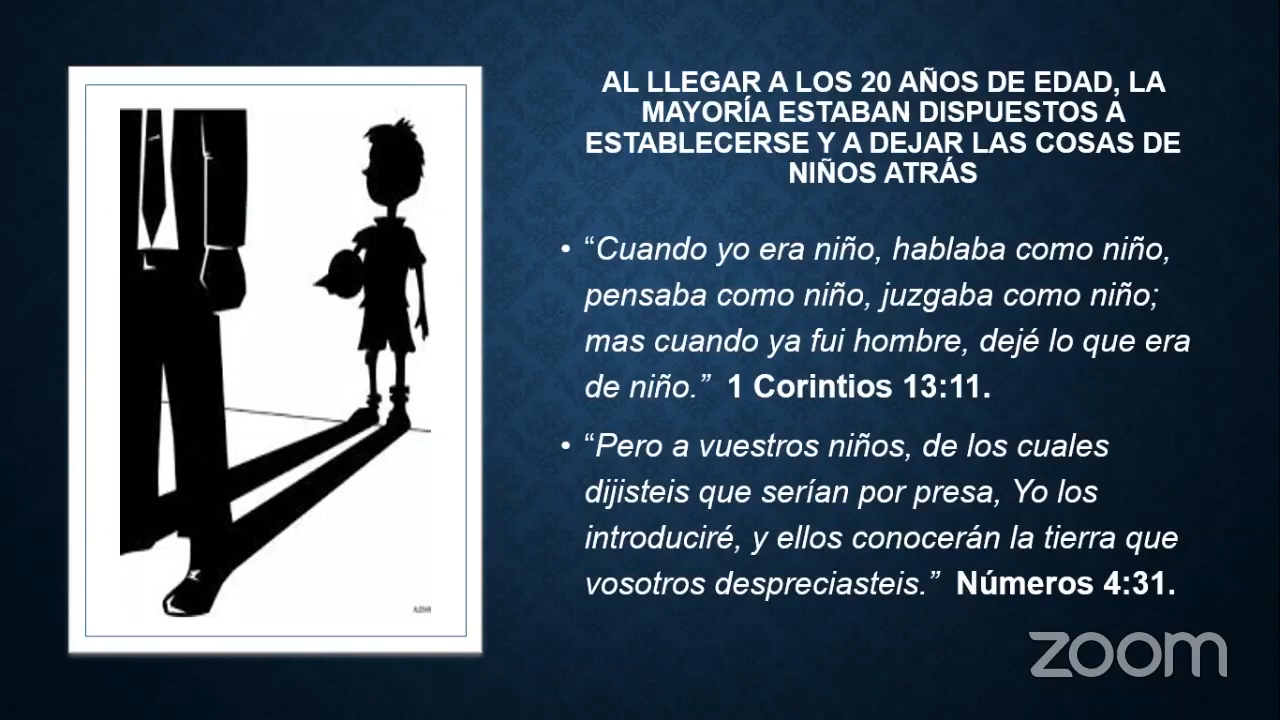 AL LLEGAR A LOS 20 AÑOS DE EDAD, LA
MAYORÍA ESTABAN DISPUESTOS A
ESTABLECERSE Y A DEJAR LAS COSAS DE
NIÑOS ATRÁS
• “Cuando yo era niño, hablaba como niño,
pensaba como niño, juzgaba como niño;
mas cuando ya fui hombre, dejé lo que era
de niño.” 1 Corintios 13:11.
• “Pero a vuestros niños, de los cuales
dijisteis que serían por presa, Yo los
introduciré, y ellos conocerán la tierra que
vosotros despreciasteis.” Números 4:31.
zoom